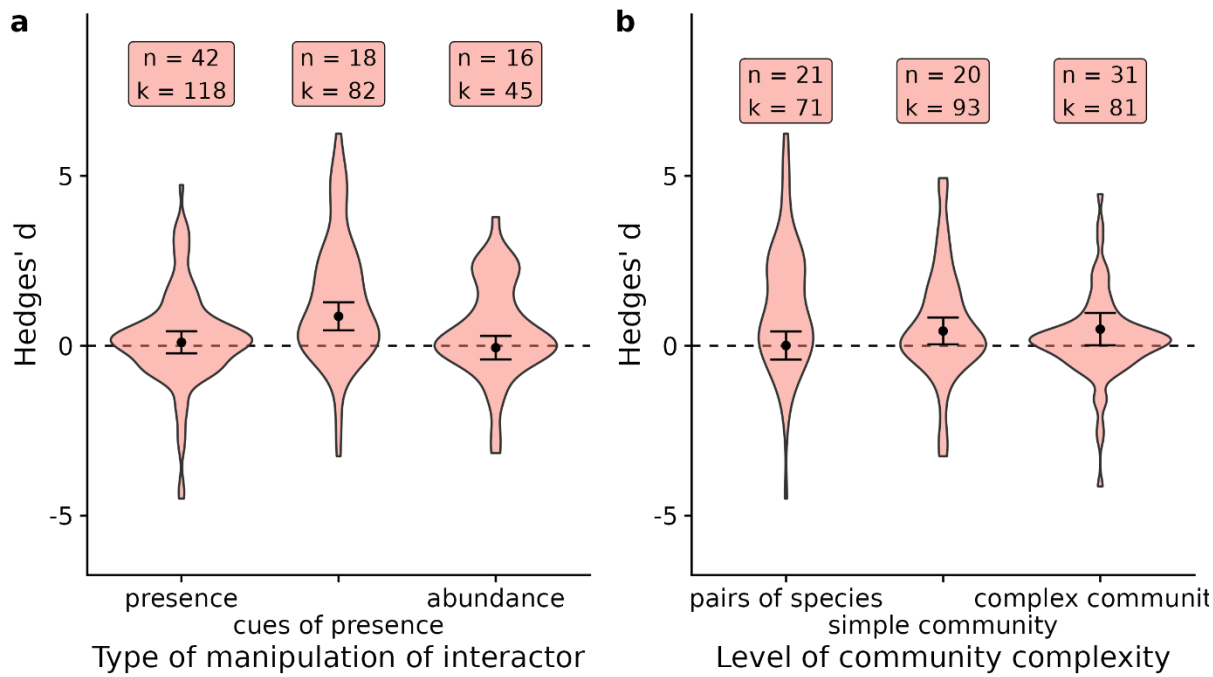 a
n = 42
k = 118
n = 18
k = 82
n = 16
k = 45
5
0
-5
Hedges' d
presence
cues of presence
abundance
Type of manipulation of interactor
b
n = 21
k = 71
n = 20
k = 93
n = 31
k = 81
5
0
-5
Hedges' d
pairs of species
simple community
complex communit
Level of community complexity